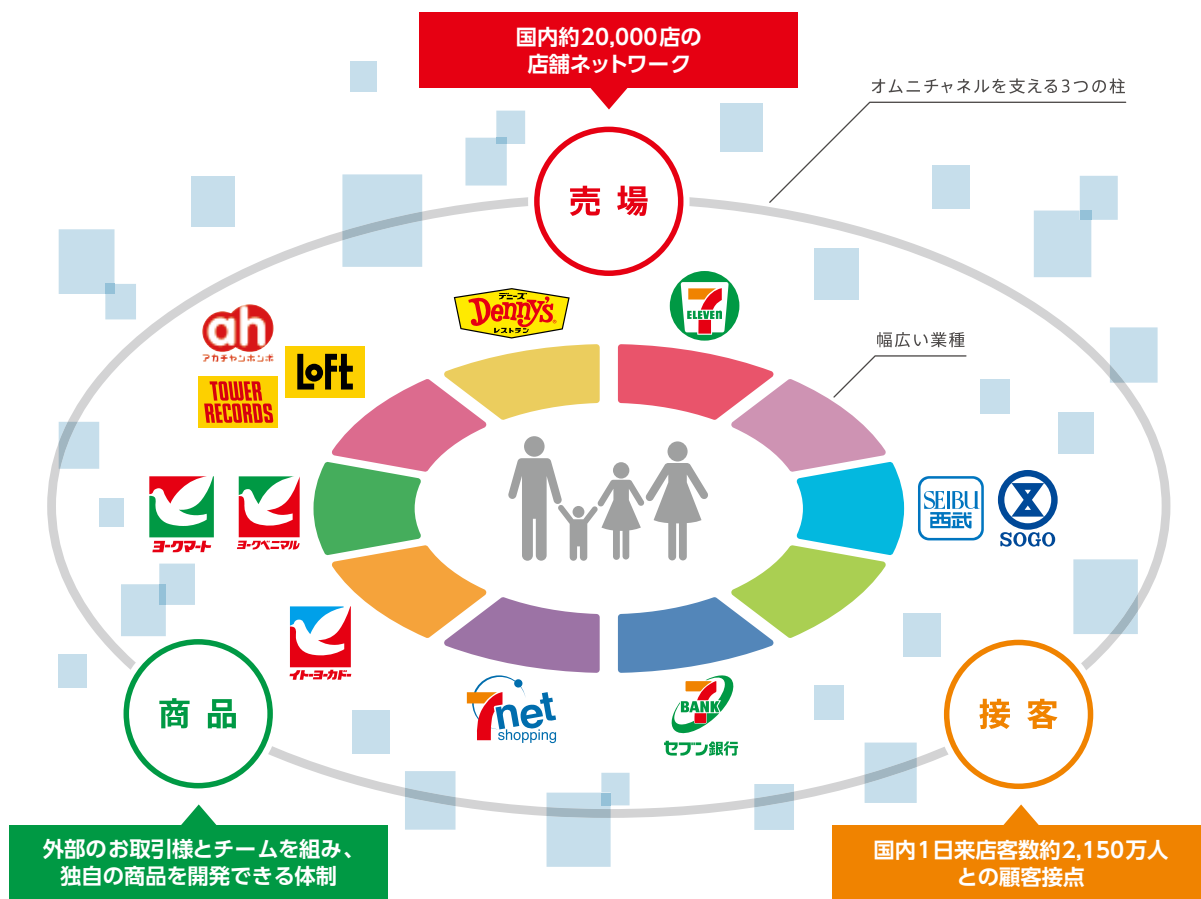 国内約20,000店の
店舗ネットワーク
オムニチャネルを支える3つの柱
売場
デニーズ
Denny's
レストラン
7
ELEVEN
ah
アカチャンホンポ
LOFT
TOWER
RECORDS
幅広い業種
ヨークマート
ヨークベニマル
SEIBU
西武
SOGO
イトーヨーカドー
7net
shopping
7
BANK
セブン銀行
商品
接客
外部のお取引様とチームを組み、
独自の商品を開発できる体制
国内1日来店客数約2,150万人
との顧客接点